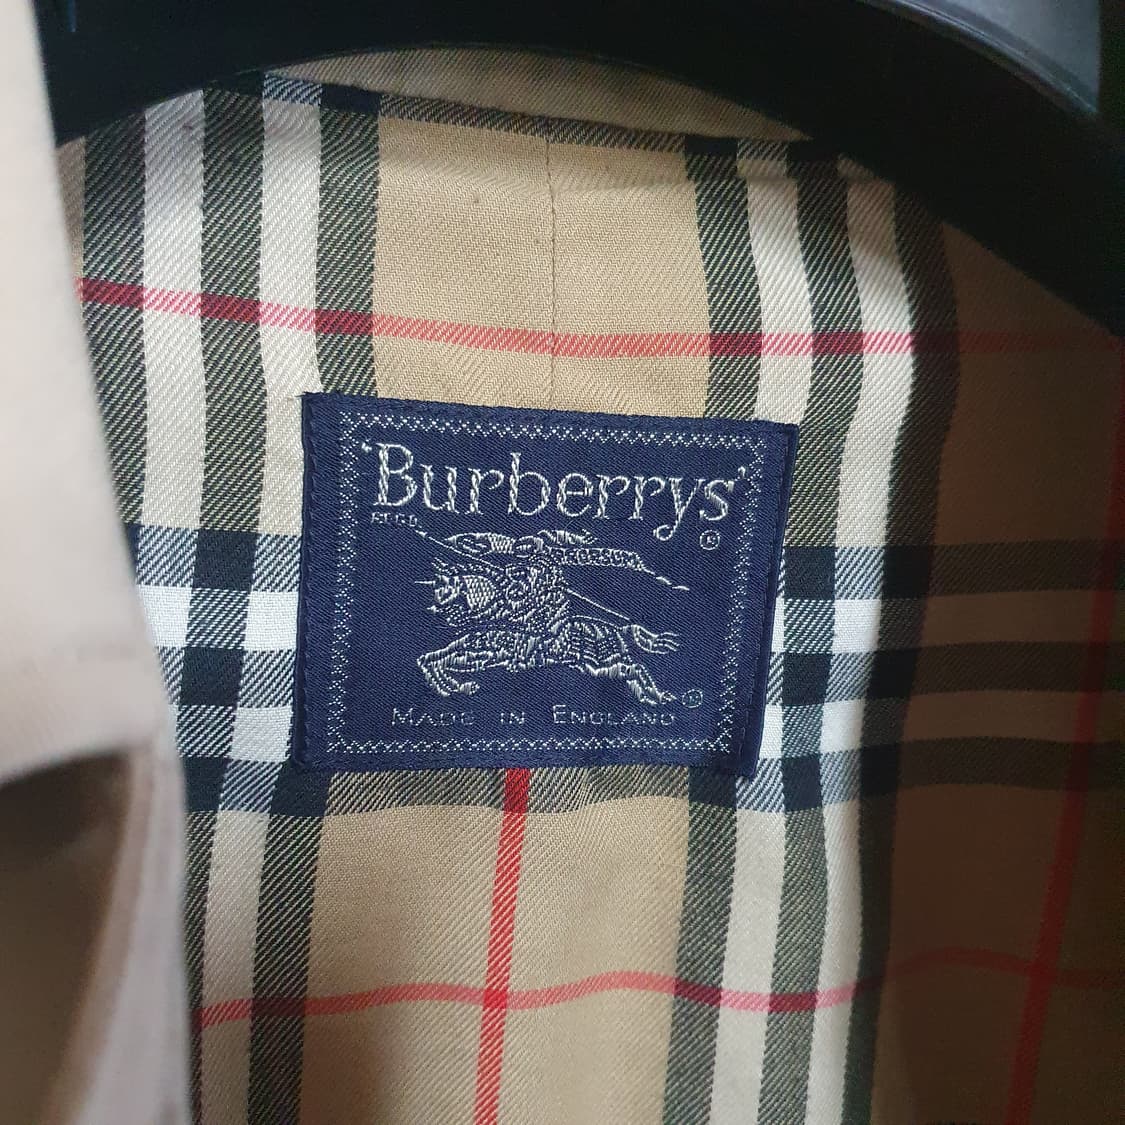 'Burberrys'
REGD. ®
®
MADE IN ENGLAND